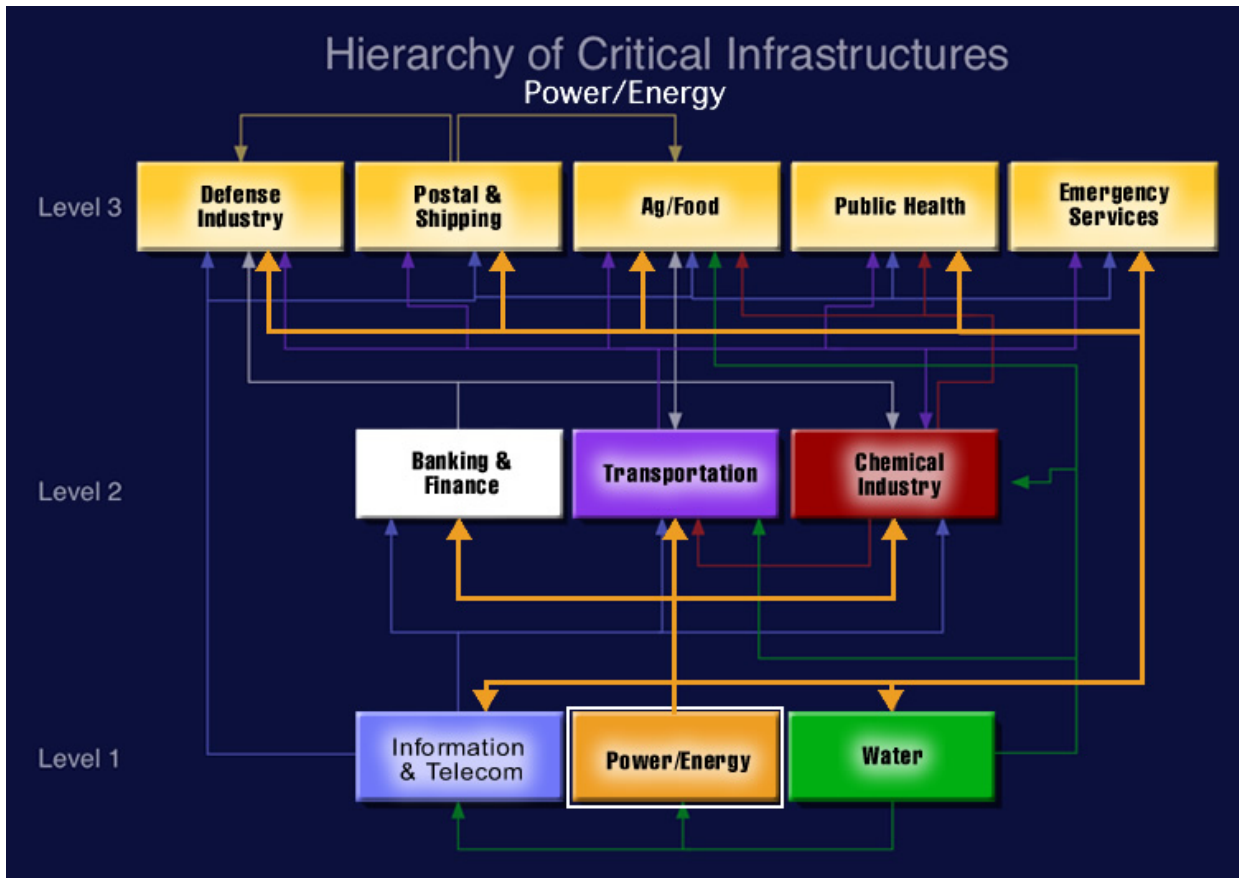 Hierarchy of Critical Infrastructures
Power/Energy
Level 3
Defense
Industry
Postal &
Shipping
Ag/Food
Public Health
Emergency
Services
Level 2
Banking &
Finance
Transportation
Chemical
Industry
Level 1
Information
& Telecom
Power/Energy
Water